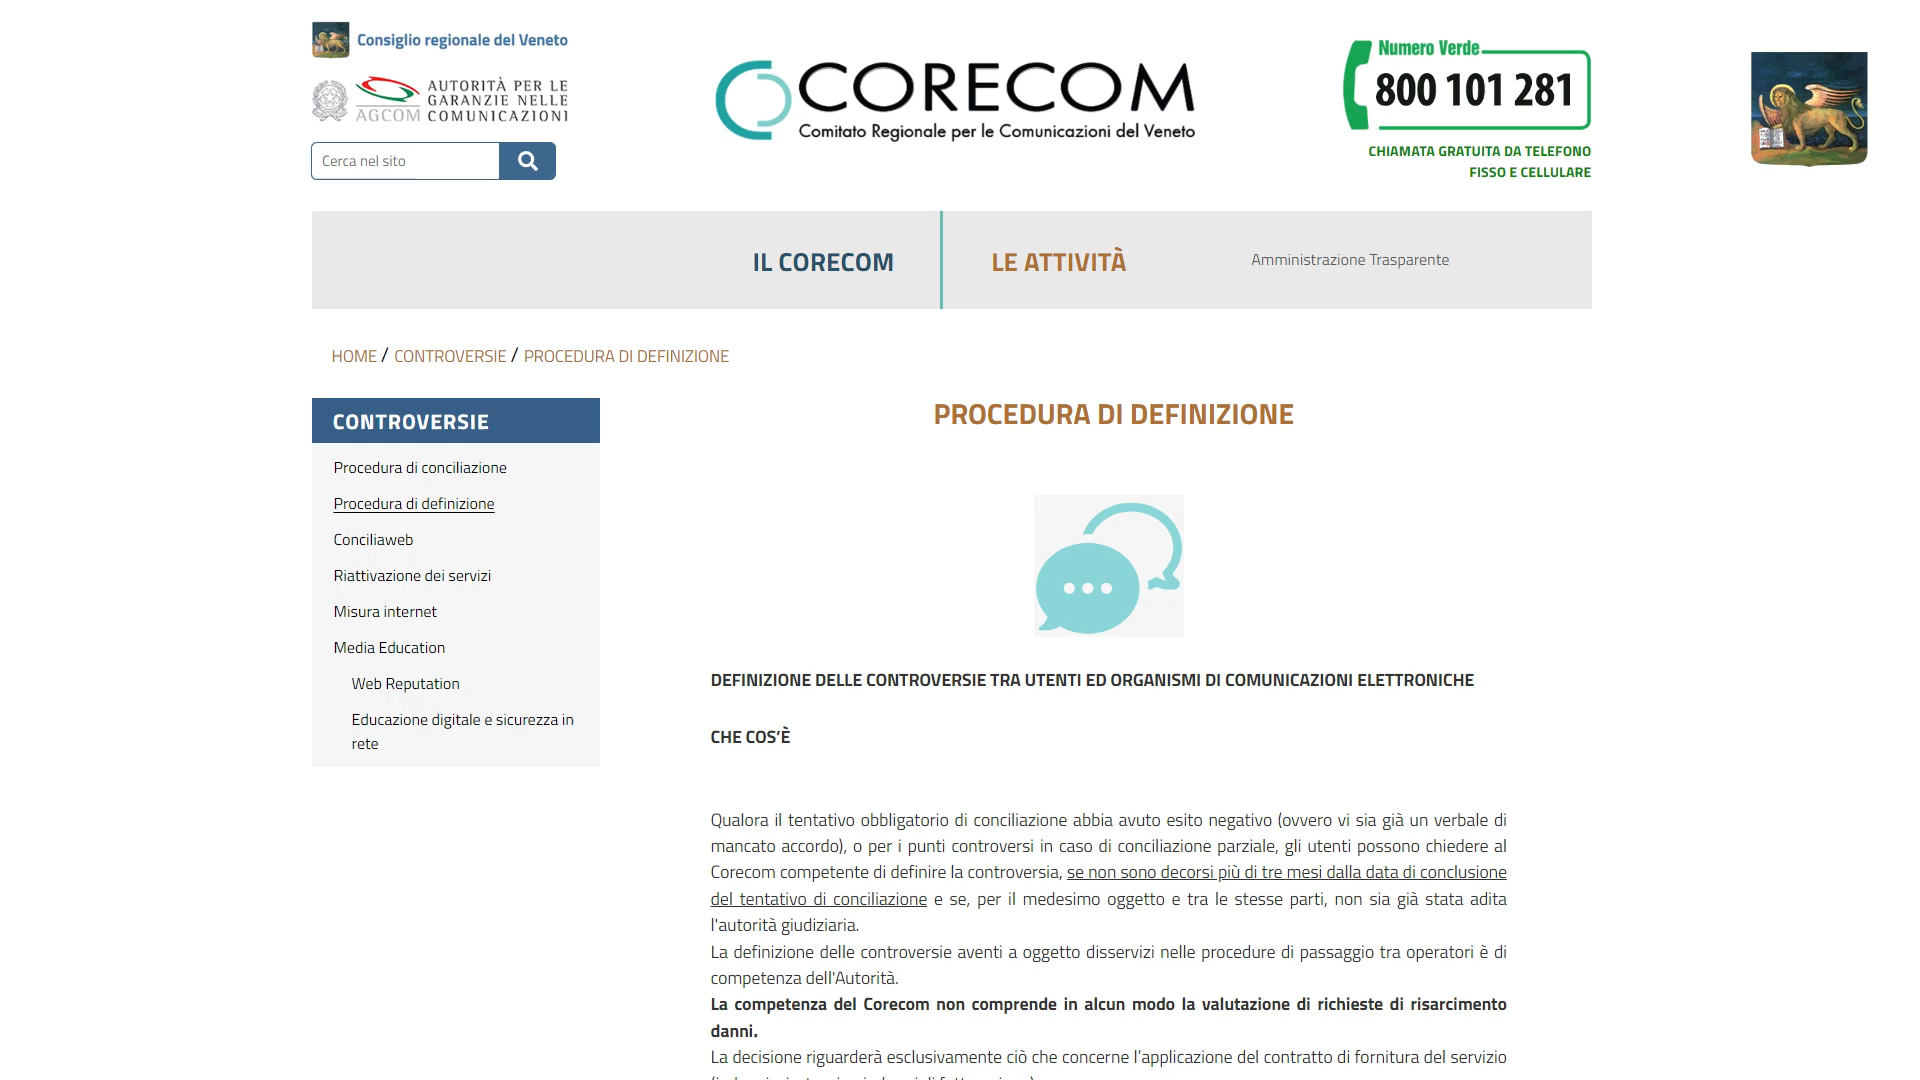 Consiglio regionale del Veneto
AUTORITÀ PER LE
GARANZIE NELLE
AGCOM COMUNICAZIONI
Cerca nel sito
CORECOM
Comitato Regionale per le Comunicazioni del Veneto
Numero Verde
800 101 281
CHIAMATA GRATUITA DA TELEFONO
FISSO E CELLULARE
IL CORECOM
LE ATTIVITÀ
Amministrazione Trasparente
HOME / CONTROVERSIE / PROCEDURA DI DEFINIZIONE
CONTROVERSIE
Procedura di conciliazione
Procedura di definizione
Conciliaweb
Riattivazione dei servizi
Misura internet
Media Education
Web Reputation
Educazione digitale e sicurezza in
rete
PROCEDURA DI DEFINIZIONE
DEFINIZIONE DELLE CONTROVERSIE TRA UTENTI ED ORGANISMI DI COMUNICAZIONI ELETTRONICHE
CHE COS’È
Qualora il tentativo obbligatorio di conciliazione abbia avuto esito negativo (ovvero vi sia già un verbale di
mancato accordo), o per i punti controversi in caso di conciliazione parziale, gli utenti possono chiedere al
Corecom competente di definire la controversia, se non sono decorsi più di tre mesi dalla data di conclusione
del tentativo di conciliazione e se, per il medesimo oggetto e tra le stesse parti, non sia già stata adita
l'autorità giudiziaria.
La definizione delle controversie aventi a oggetto disservizi nelle procedure di passaggio tra operatori è di
competenza dell'Autorità.
La competenza del Corecom non comprende in alcun modo la valutazione di richieste di risarcimento
danni.
La decisione riguarderà esclusivamente ciò che concerne l’applicazione del contratto di fornitura del servizio